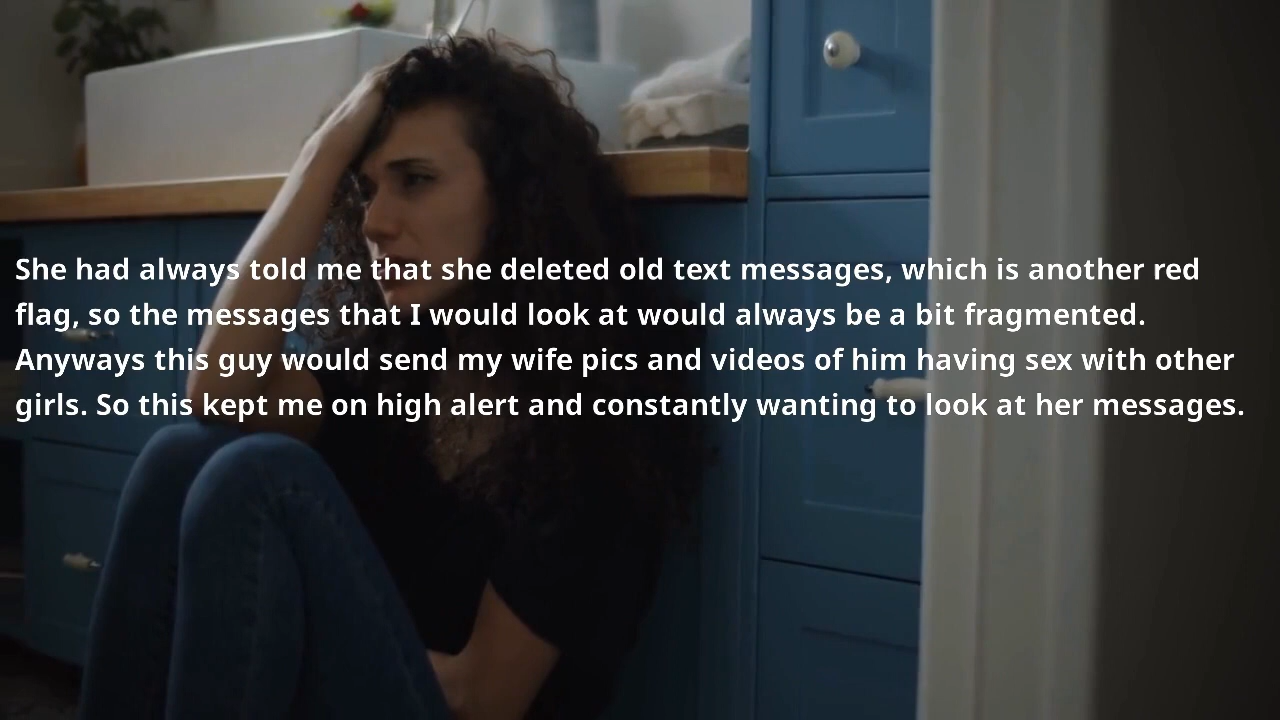 She had always told me that she deleted old text messages, which is another red
flag, so the messages that I would look at would always be a bit fragmented.
Anyways this guy would send my wife pics and videos of him having sex with other
girls. So this kept me on high alert and constantly wanting to look at her messages.